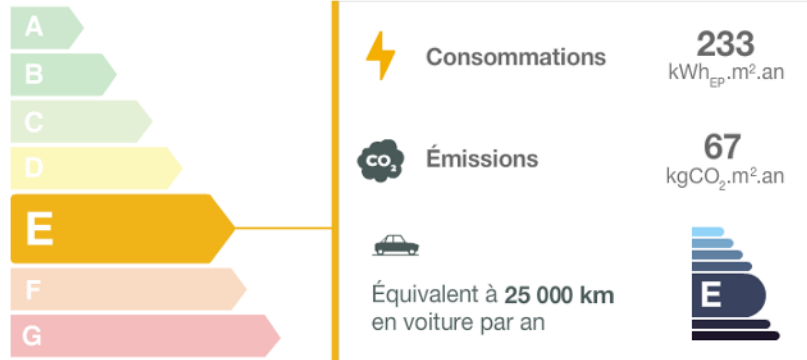 A
B
C
D
E
F
G
Consommations
233
kWhEP.m².an
CO2
Émissions
67
kgCO2.m².an
Équivalent à 25 000 km
en voiture par an
E